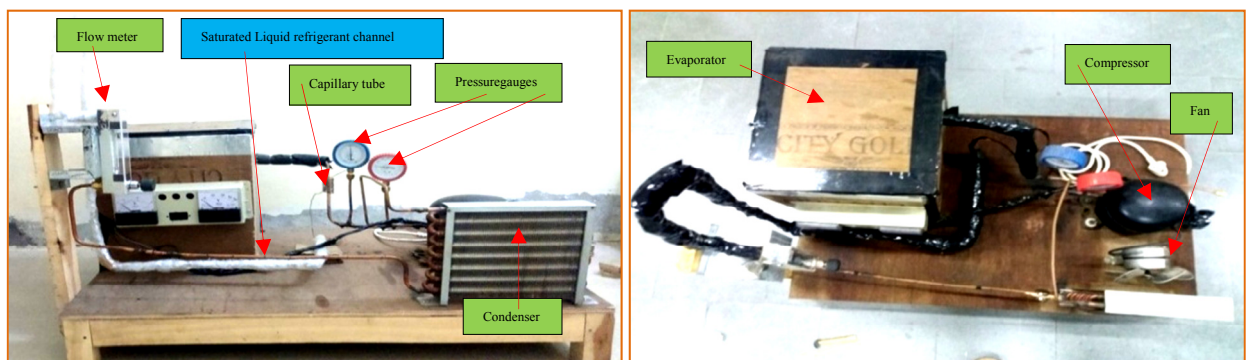 Flow meter
Saturated Liquid refrigerant channel
Capillary tube
Pressuregauges
Condenser
Evaporator
Compressor
Fan
CITY GOL